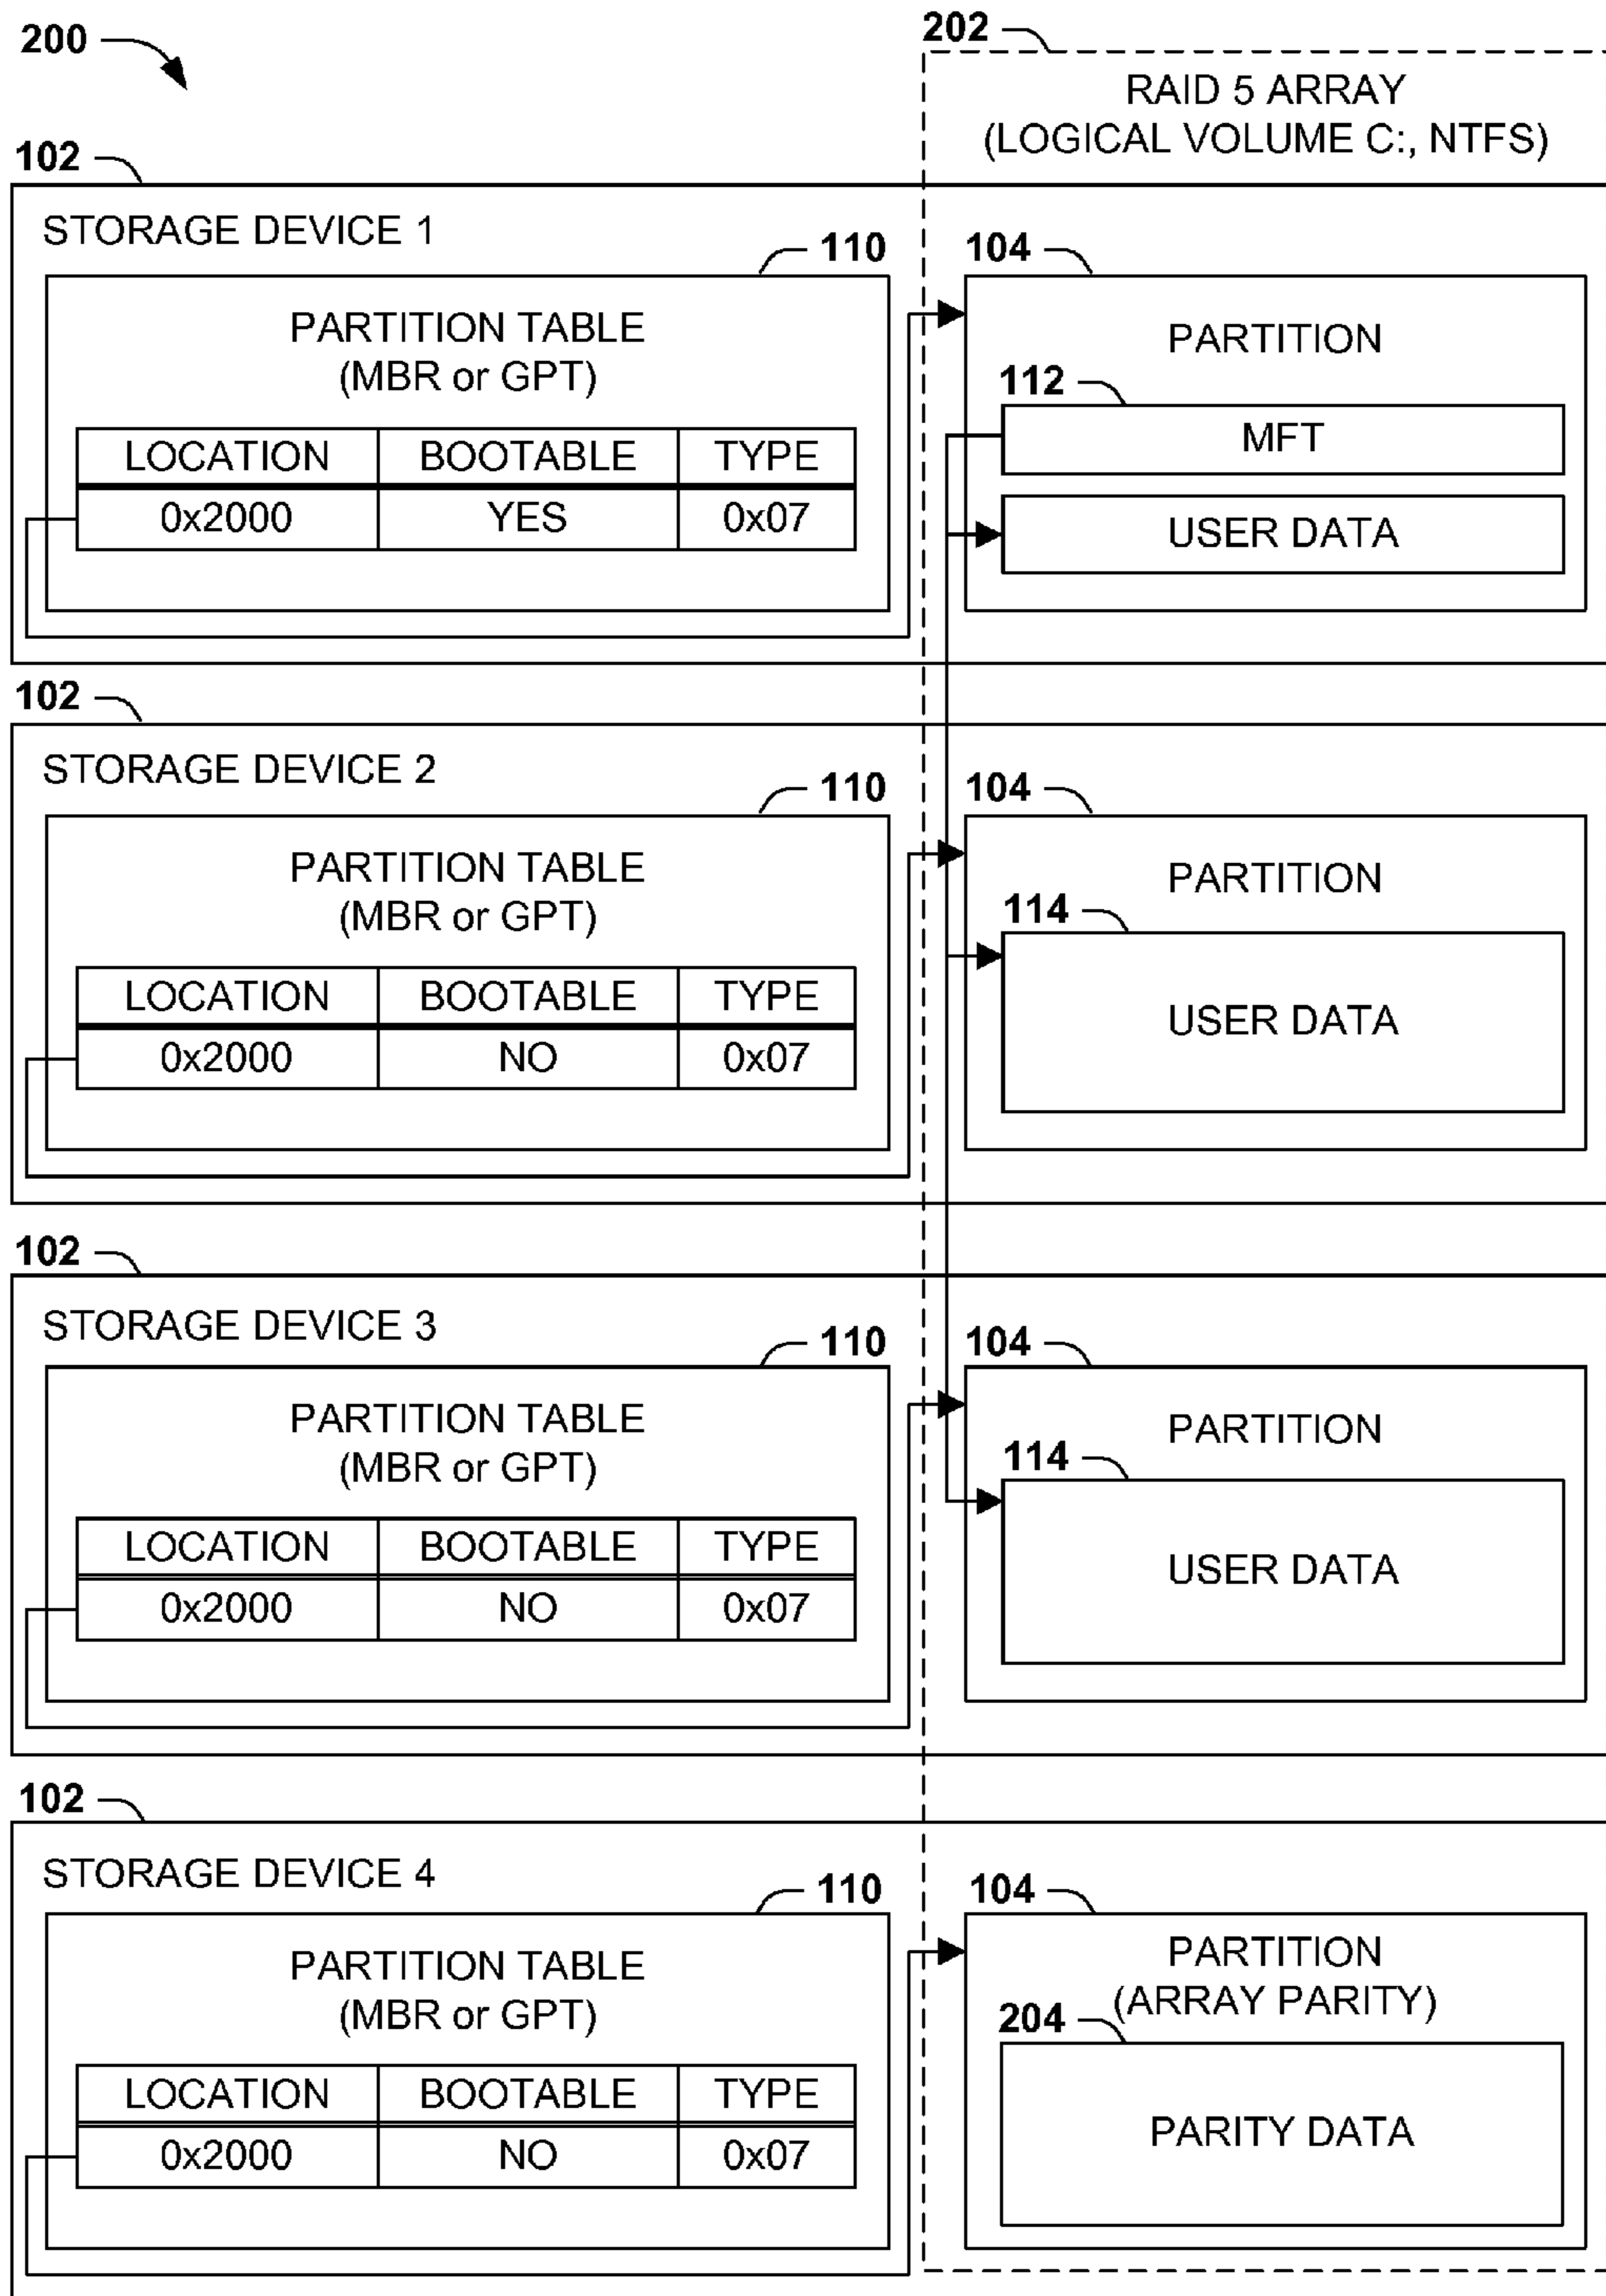 200
202
RAID 5 ARRAY
(LOGICAL VOLUME C:, NTFS)
102
STORAGE DEVICE 1
110
PARTITION TABLE
(MBR or GPT)
LOCATION BOOTABLE TYPE
0x2000 YES 0x07
104
PARTITION
112
MFT
USER DATA
102
STORAGE DEVICE 2
110
PARTITION TABLE
(MBR or GPT)
LOCATION BOOTABLE TYPE
0x2000 NO 0x07
104
PARTITION
114
USER DATA
102
STORAGE DEVICE 3
110
PARTITION TABLE
(MBR or GPT)
LOCATION BOOTABLE TYPE
0x2000 NO 0x07
104
PARTITION
114
USER DATA
102
STORAGE DEVICE 4
110
PARTITION TABLE
(MBR or GPT)
LOCATION BOOTABLE TYPE
0x2000 NO 0x07
104
PARTITION
(ARRAY PARITY)
204
PARITY DATA